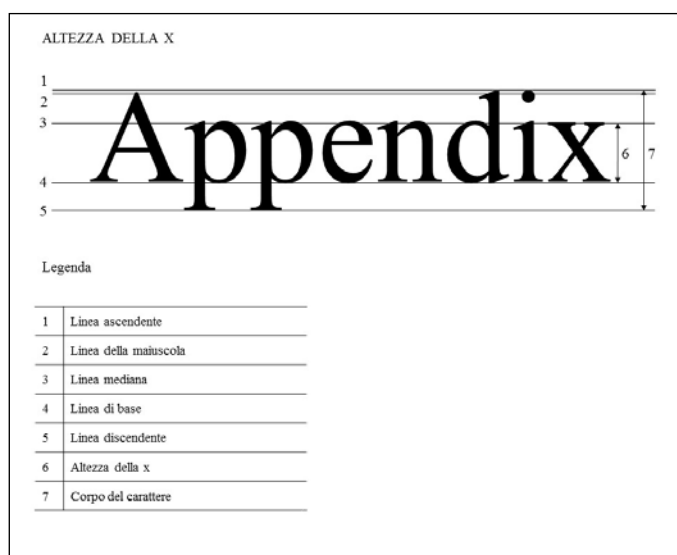 ALTEZZA DELLA X
1
2
3
4
5
Appendix
6 7
Legenda
1 Linea ascendente
2 Linea della maiuscola
3 Linea mediana
4 Linea di base
5 Linea discendente
6 Altezza della x
7 Corpo del carattere